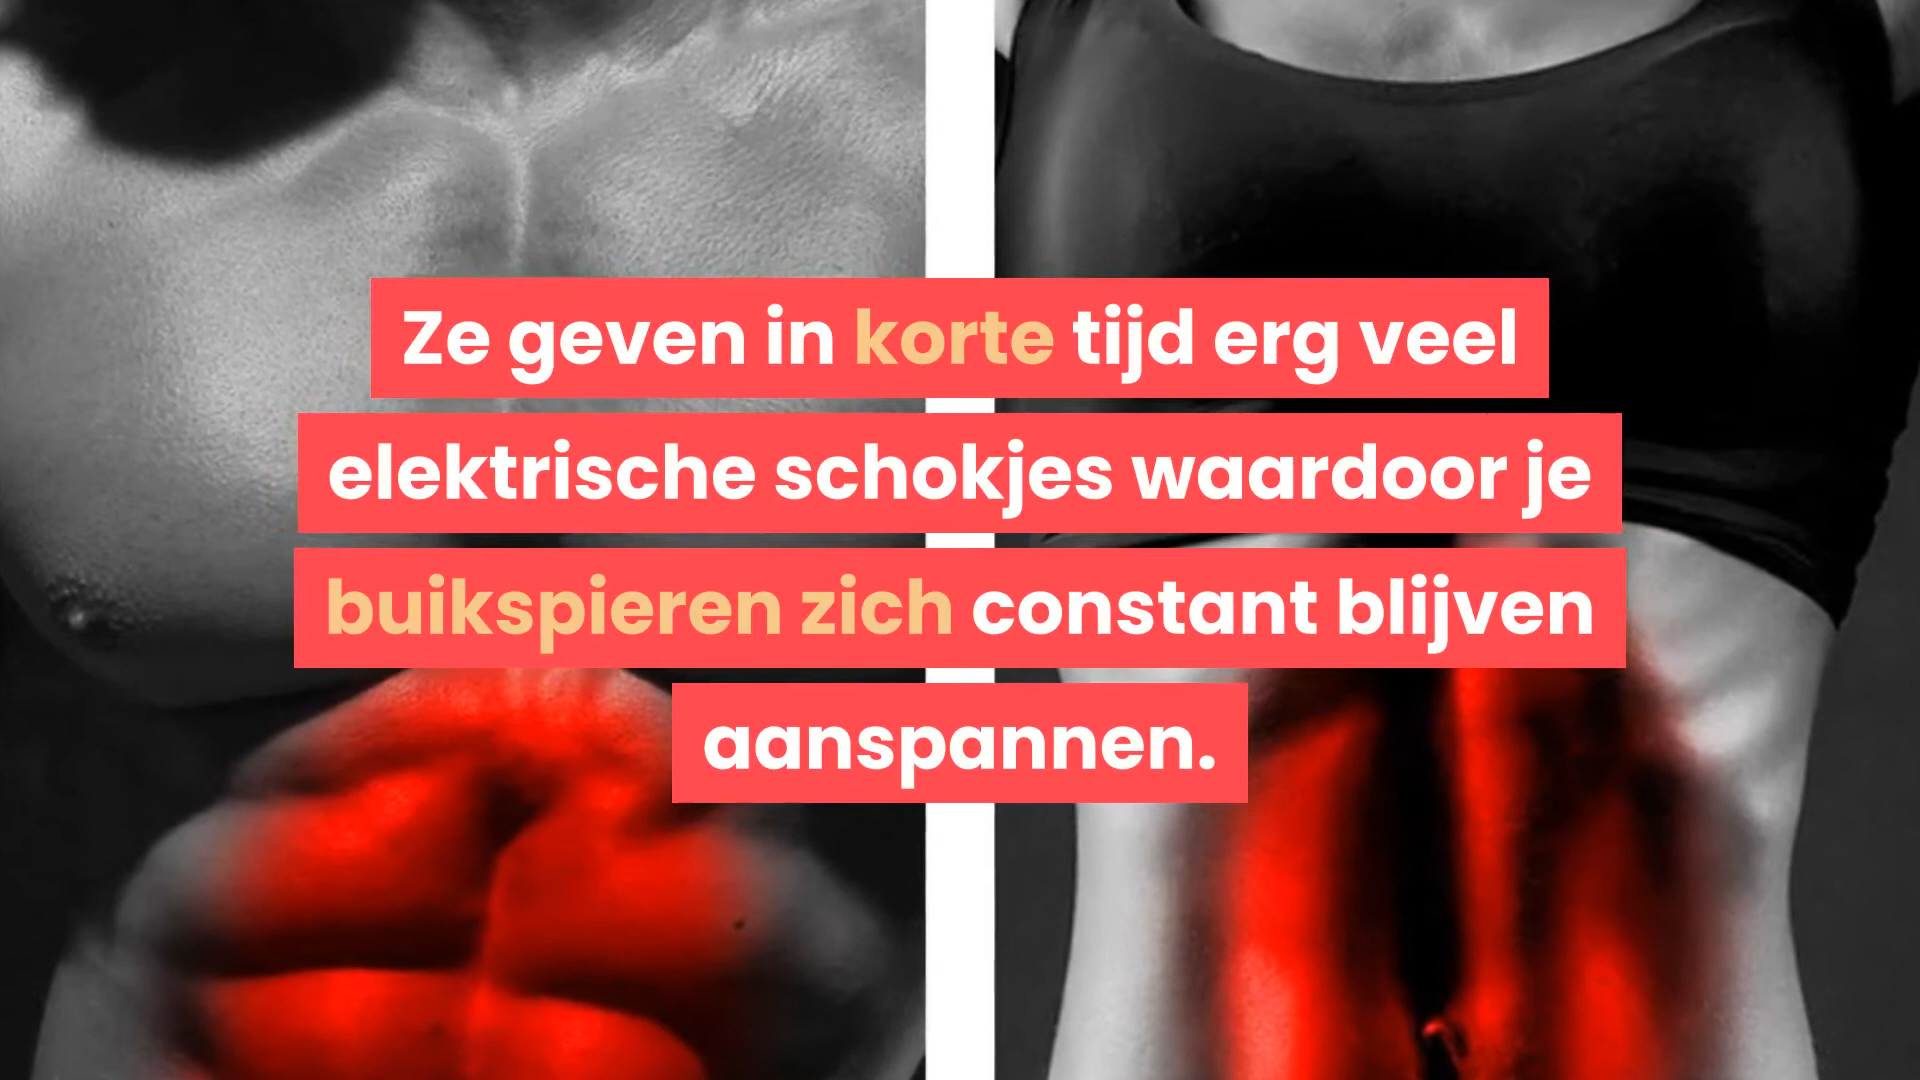 Ze geven in korte tijd erg veel
elektrische schokjes waardoor je
buikspieren zich constant blijven
aanspannen.